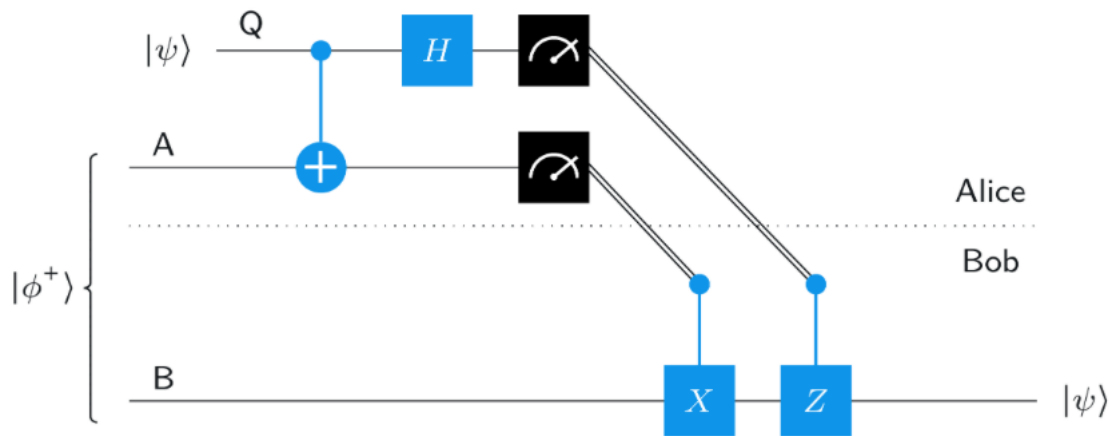 Q
|ψ⟩ H
A
Alice
Bob
|ϕ⁺⟩
B
X Z |ψ⟩